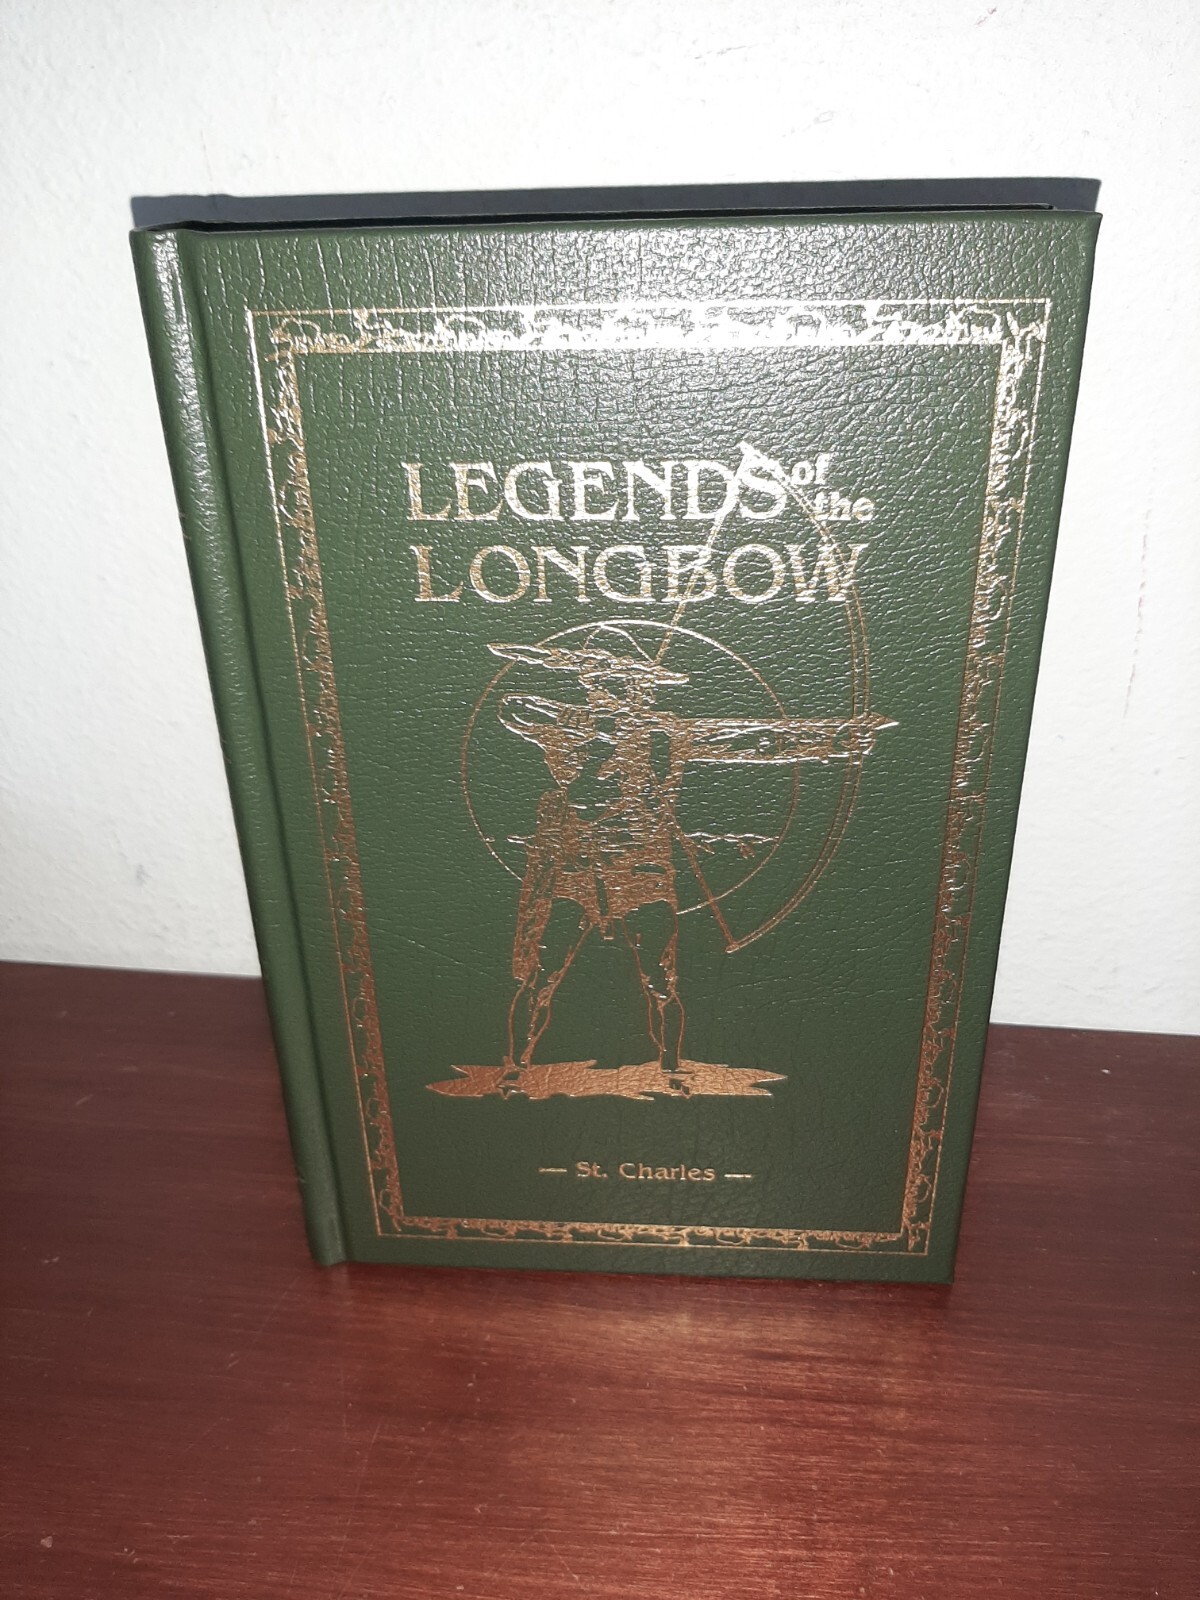 LEGENDS of the
LONGBOW
— St. Charles —